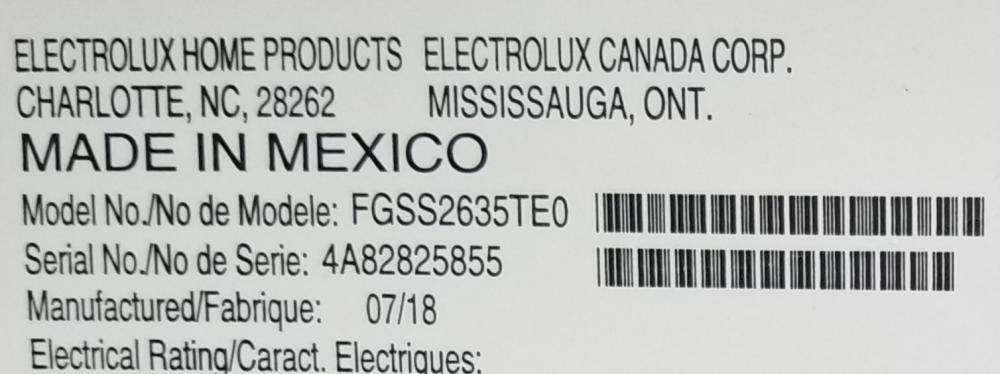 ELECTROLUX HOME PRODUCTS ELECTROLUX CANADA CORP.
CHARLOTTE, NC, 28262 MISSISSAUGA, ONT.
MADE IN MEXICO
Model No./No de Modele: FGSS2635TE0
Serial No./No de Serie: 4A82825855
Manufactured/Fabrique: 07/18
Electrical Rating/Caract. Electriques: